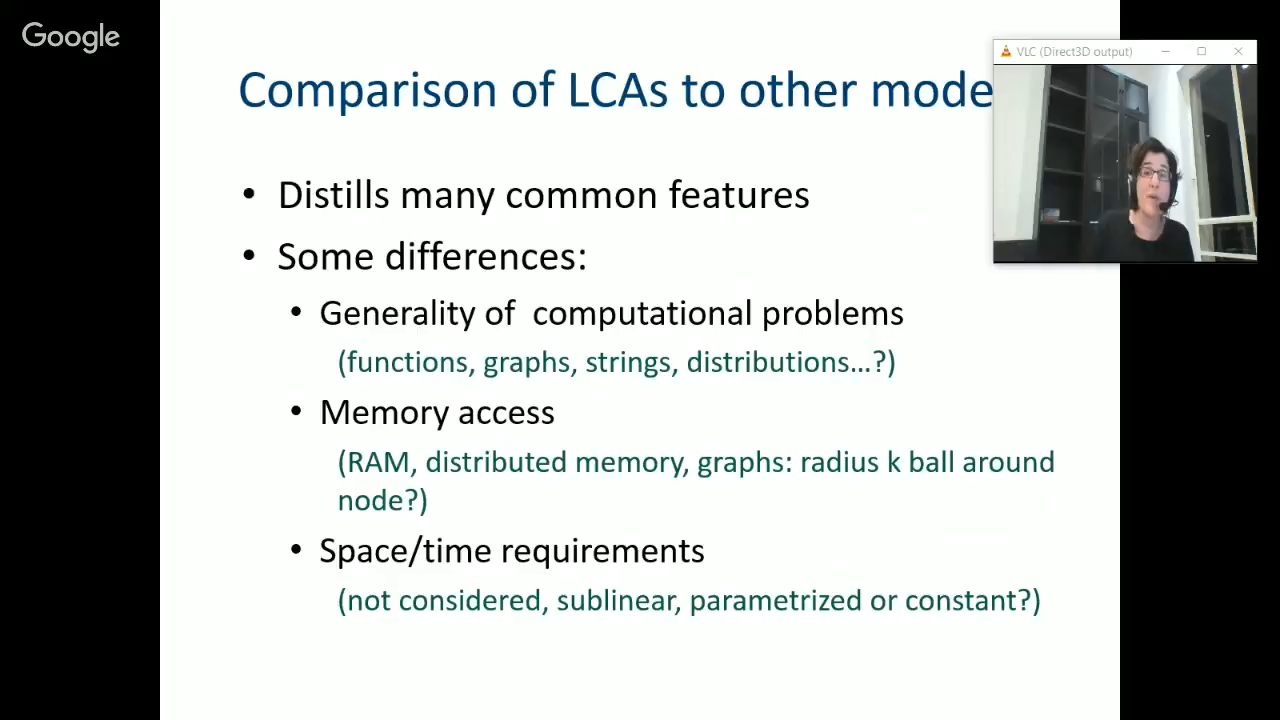 Google
VLC (Direct3D output)
Comparison of LCAs to other mode
• Distills many common features
• Some differences:
• Generality of computational problems
(functions, graphs, strings, distributions...?)
• Memory access
(RAM, distributed memory, graphs: radius k ball around
node?)
• Space/time requirements
(not considered, sublinear, parametrized or constant?)